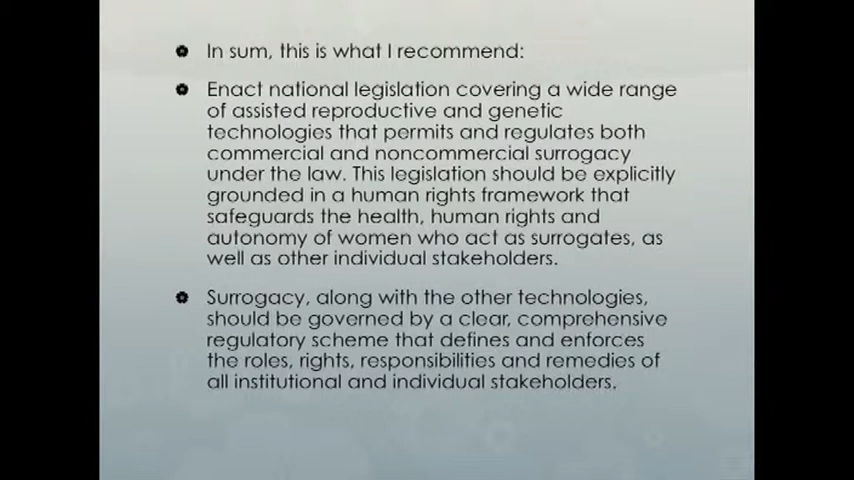 In sum, this is what I recommend:
Enact national legislation covering a wide range
of assisted reproductive and genetic
technologies that permits and regulates both
commercial and noncommercial surrogacy
under the law. This legislation should be explicitly
grounded in a human rights framework that
safeguards the health, human rights and
autonomy of women who act as surrogates, as
well as other individual stakeholders.
Surrogacy, along with the other technologies,
should be governed by a clear, comprehensive
regulatory scheme that defines and enforces
the roles, rights, responsibilities and remedies of
all institutional and individual stakeholders.